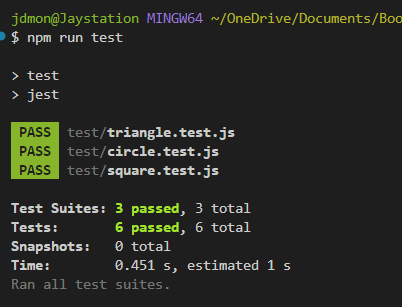 jdmon@Jaystation MINGW64 ~/OneDrive/Documents/Boo
$ npm run test
> test
> jest
PASS test/triangle.test.js
PASS test/circle.test.js
PASS test/square.test.js
Test Suites: 3 passed, 3 total
Tests: 6 passed, 6 total
Snapshots: 0 total
Time: 0.451 s, estimated 1 s
Ran all test suites.